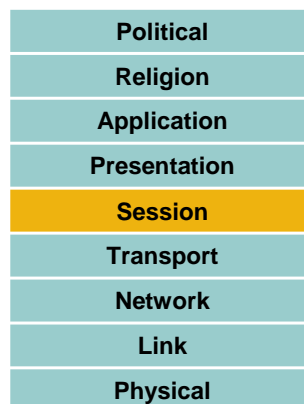 Political
Religion
Application
Presentation
Session
Transport
Network
Link
Physical